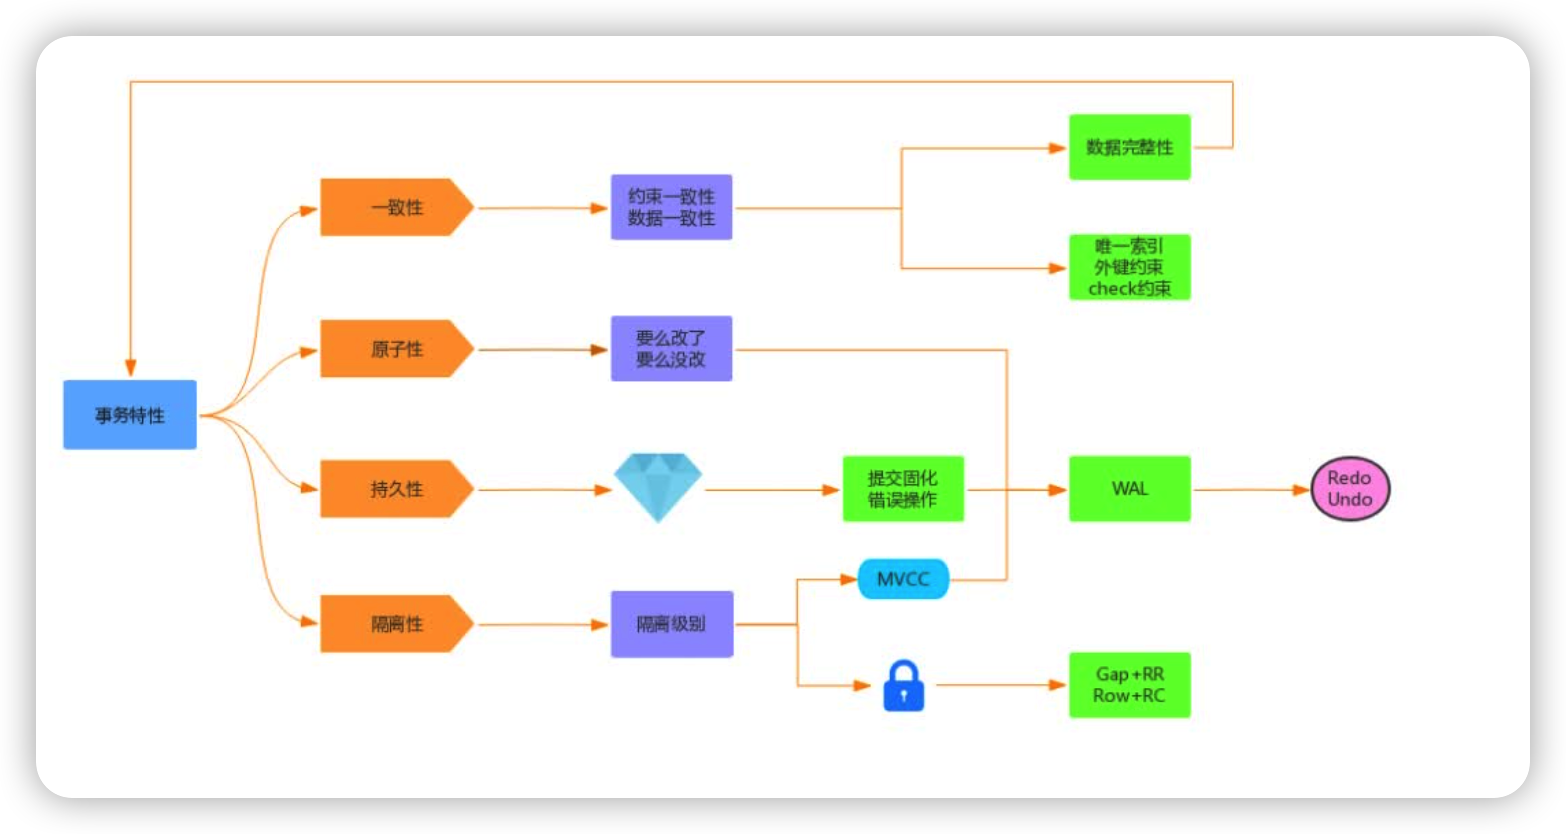 数据完整性
一致性
约束一致性
数据一致性
唯一索引
外键约束
check约束
原子性
要么改了
要么没改
事务特性
持久性
提交固化
错误操作
WAL
Redo
Undo
MVCC
隔离性
隔离级别
Gap+RR
Row+RC